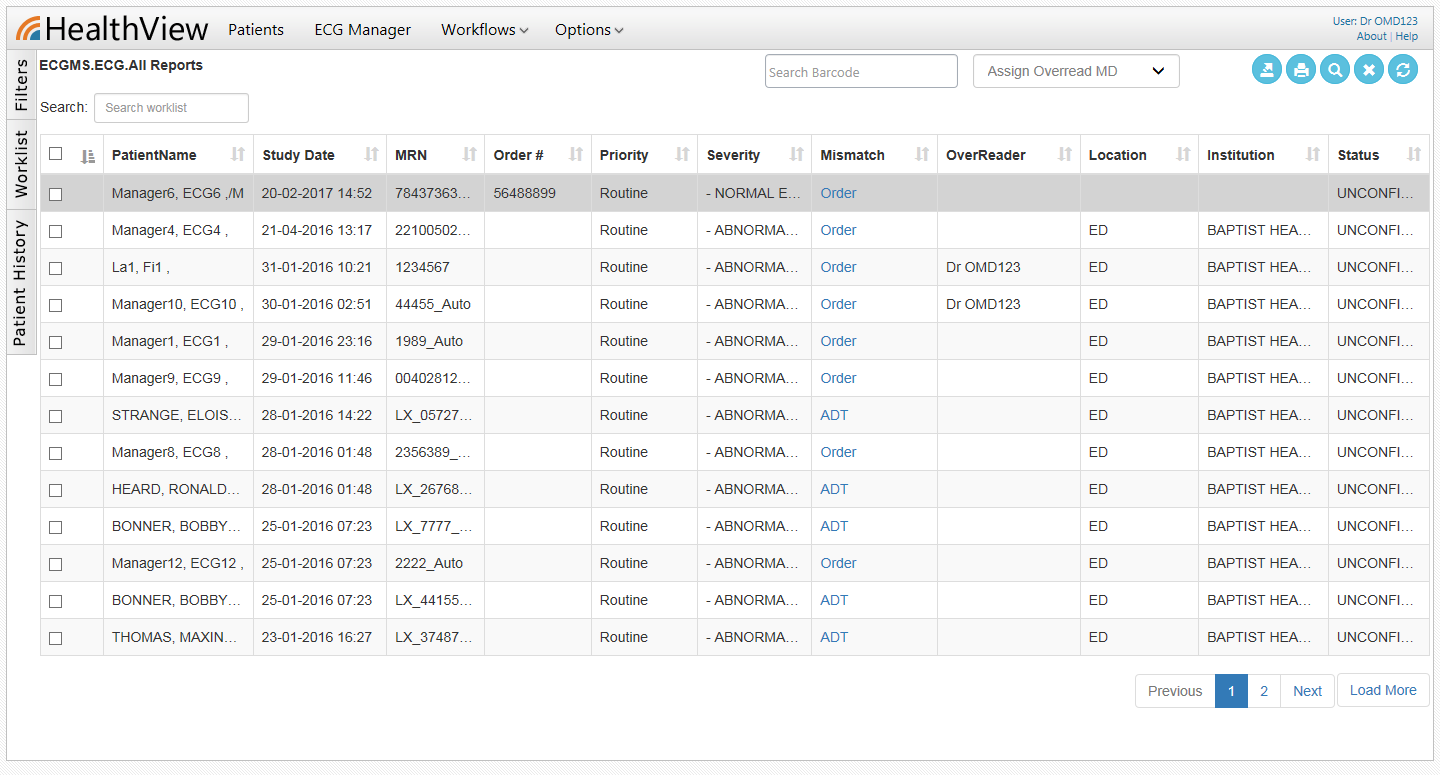 HealthView Patients ECG Manager Workflows Options
User: Dr OMD123
About | Help
Filters
Worklist
Patient History
ECGMS.ECG.All Reports
Search Barcode
Assign Overread MD
Search: Search worklist
PatientName Study Date MRN Order # Priority Severity Mismatch OverReader Location Institution Status
Manager6, ECG6 ,/M 20-02-2017 14:52 78437363... 56488899 Routine - NORMAL E... Order UNCONFI...
Manager4, ECG4 , 21-04-2016 13:17 22100502... Routine - ABNORMA... Order ED BAPTIST HEA... UNCONFI...
La1, Fi1 , 31-01-2016 10:21 1234567 Routine - ABNORMA... Order Dr OMD123 ED BAPTIST HEA... UNCONFI...
Manager10, ECG10 , 30-01-2016 02:51 44455_Auto Routine - ABNORMA... Order Dr OMD123 ED BAPTIST HEA... UNCONFI...
Manager1, ECG1 , 29-01-2016 23:16 1989_Auto Routine - ABNORMA... Order ED BAPTIST HEA... UNCONFI...
Manager9, ECG9 , 29-01-2016 11:46 00402812... Routine - ABNORMA... Order ED BAPTIST HEA... UNCONFI...
STRANGE, ELOIS... 28-01-2016 14:22 LX_05727... Routine - ABNORMA... ADT ED BAPTIST HEA... UNCONFI...
Manager8, ECG8 , 28-01-2016 01:48 2356389_... Routine - ABNORMA... Order ED BAPTIST HEA... UNCONFI...
HEARD, RONALD... 28-01-2016 01:48 LX_26768... Routine - ABNORMA... ADT ED BAPTIST HEA... UNCONFI...
BONNER, BOBBY... 25-01-2016 07:23 LX_7777_... Routine - ABNORMA... ADT ED BAPTIST HEA... UNCONFI...
Manager12, ECG12 , 25-01-2016 07:23 2222_Auto Routine - ABNORMA... Order ED BAPTIST HEA... UNCONFI...
BONNER, BOBBY... 25-01-2016 07:23 LX_44155... Routine - ABNORMA... ADT ED BAPTIST HEA... UNCONFI...
THOMAS, MAXIN... 23-01-2016 16:27 LX_37487... Routine - ABNORMA... ADT ED BAPTIST HEA... UNCONFI...
Previous 1 2 Next Load More